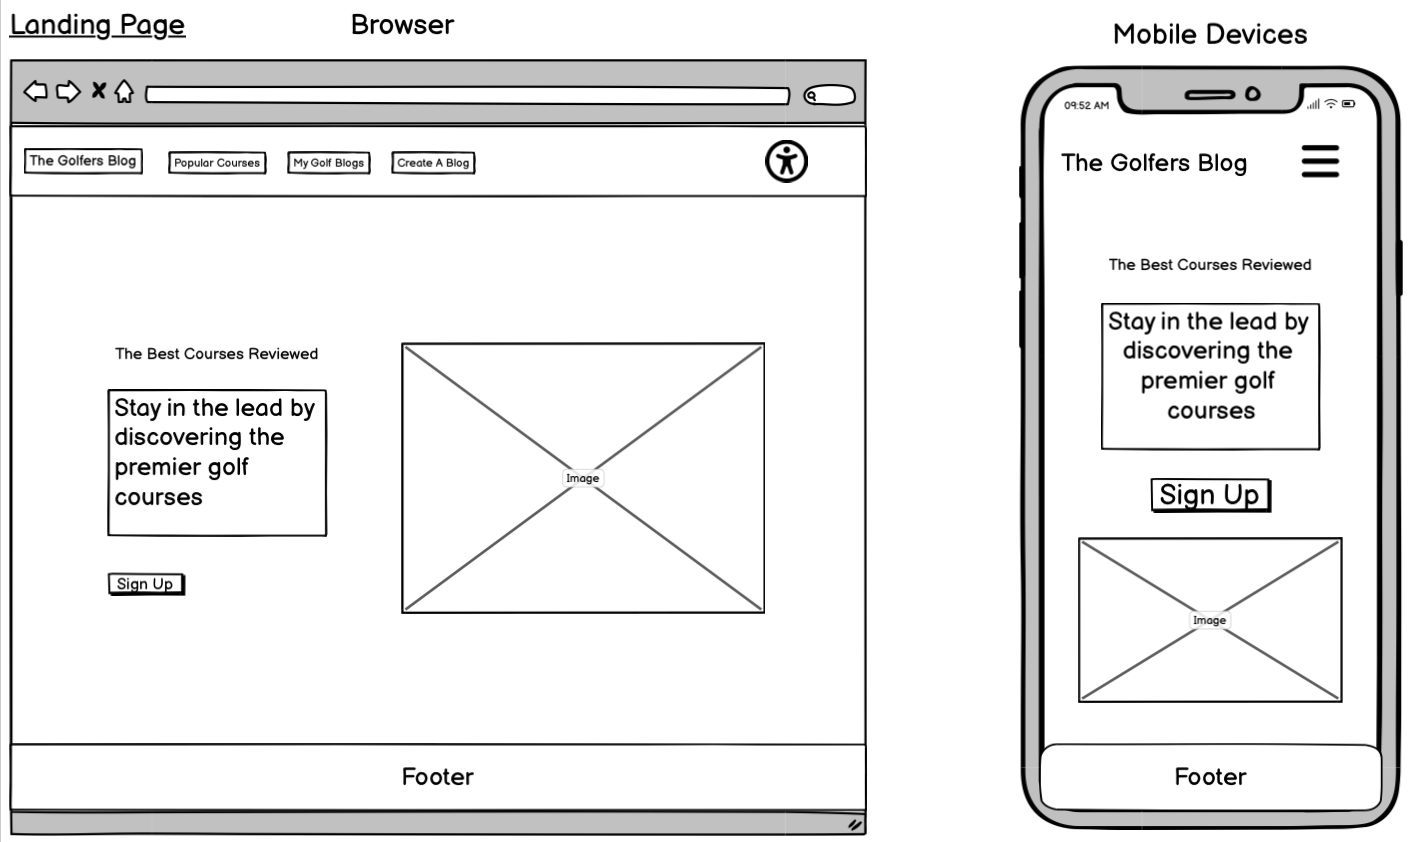 Landing Page
Browser
The Golfers Blog
Popular Courses
My Golf Blogs
Create A Blog
The Best Courses Reviewed
Stay in the lead by
discovering the
premier golf
courses
Sign Up
Image
Footer
Mobile Devices
09:52 AM
The Golfers Blog
The Best Courses Reviewed
Stay in the lead by
discovering the
premier golf
courses
Sign Up
Image
Footer